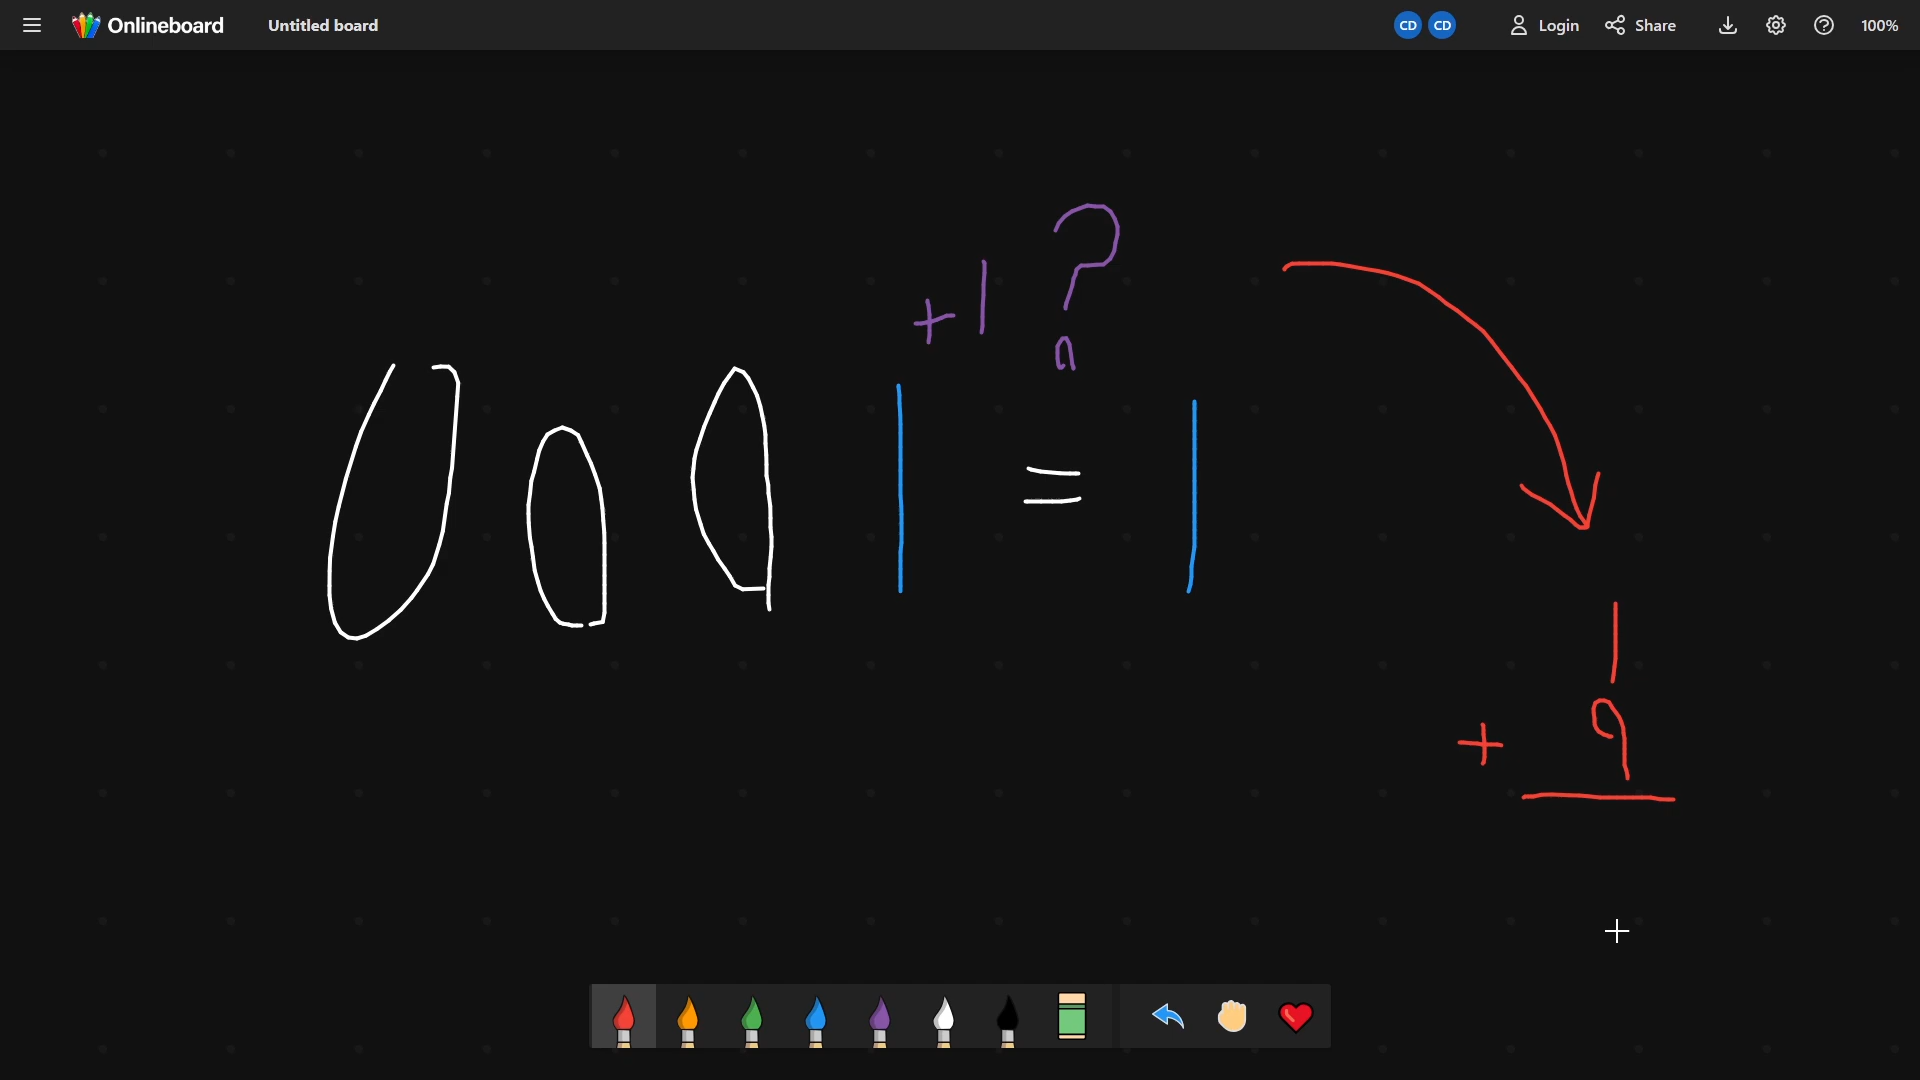 Onlineboard Untitled board CD CD Login Share 100%
+1 ?
0001 = 1
1
+ 9